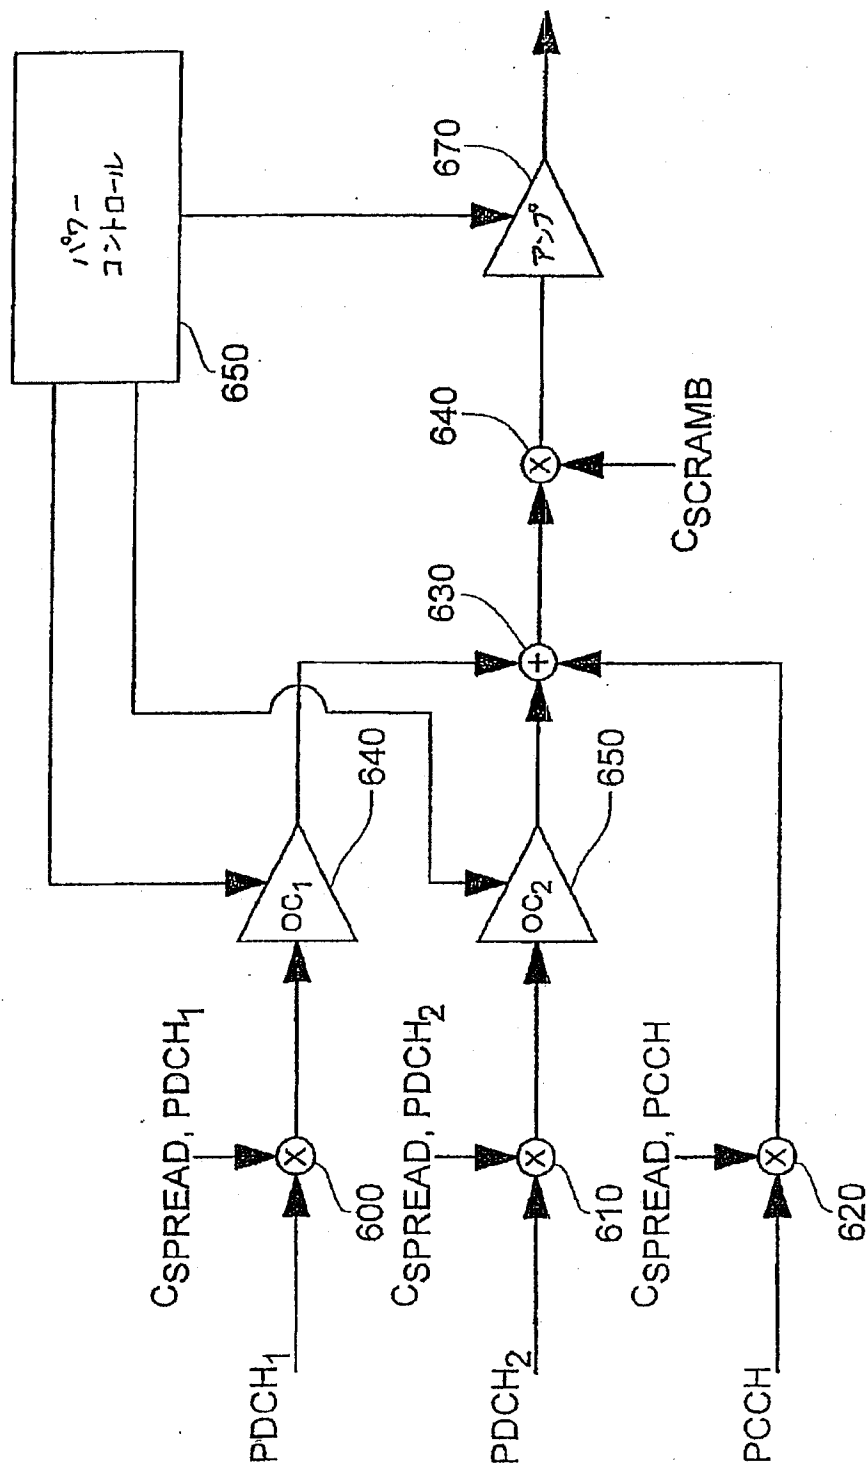 パワー
コントロール
650
670
アンプ
640
CSCRAMB
630
640
OC1
650
OC2
CSPREAD, PDCH1
600
PDCH1
CSPREAD, PDCH2
610
PDCH2
CSPREAD, PCCH
620
PCCH